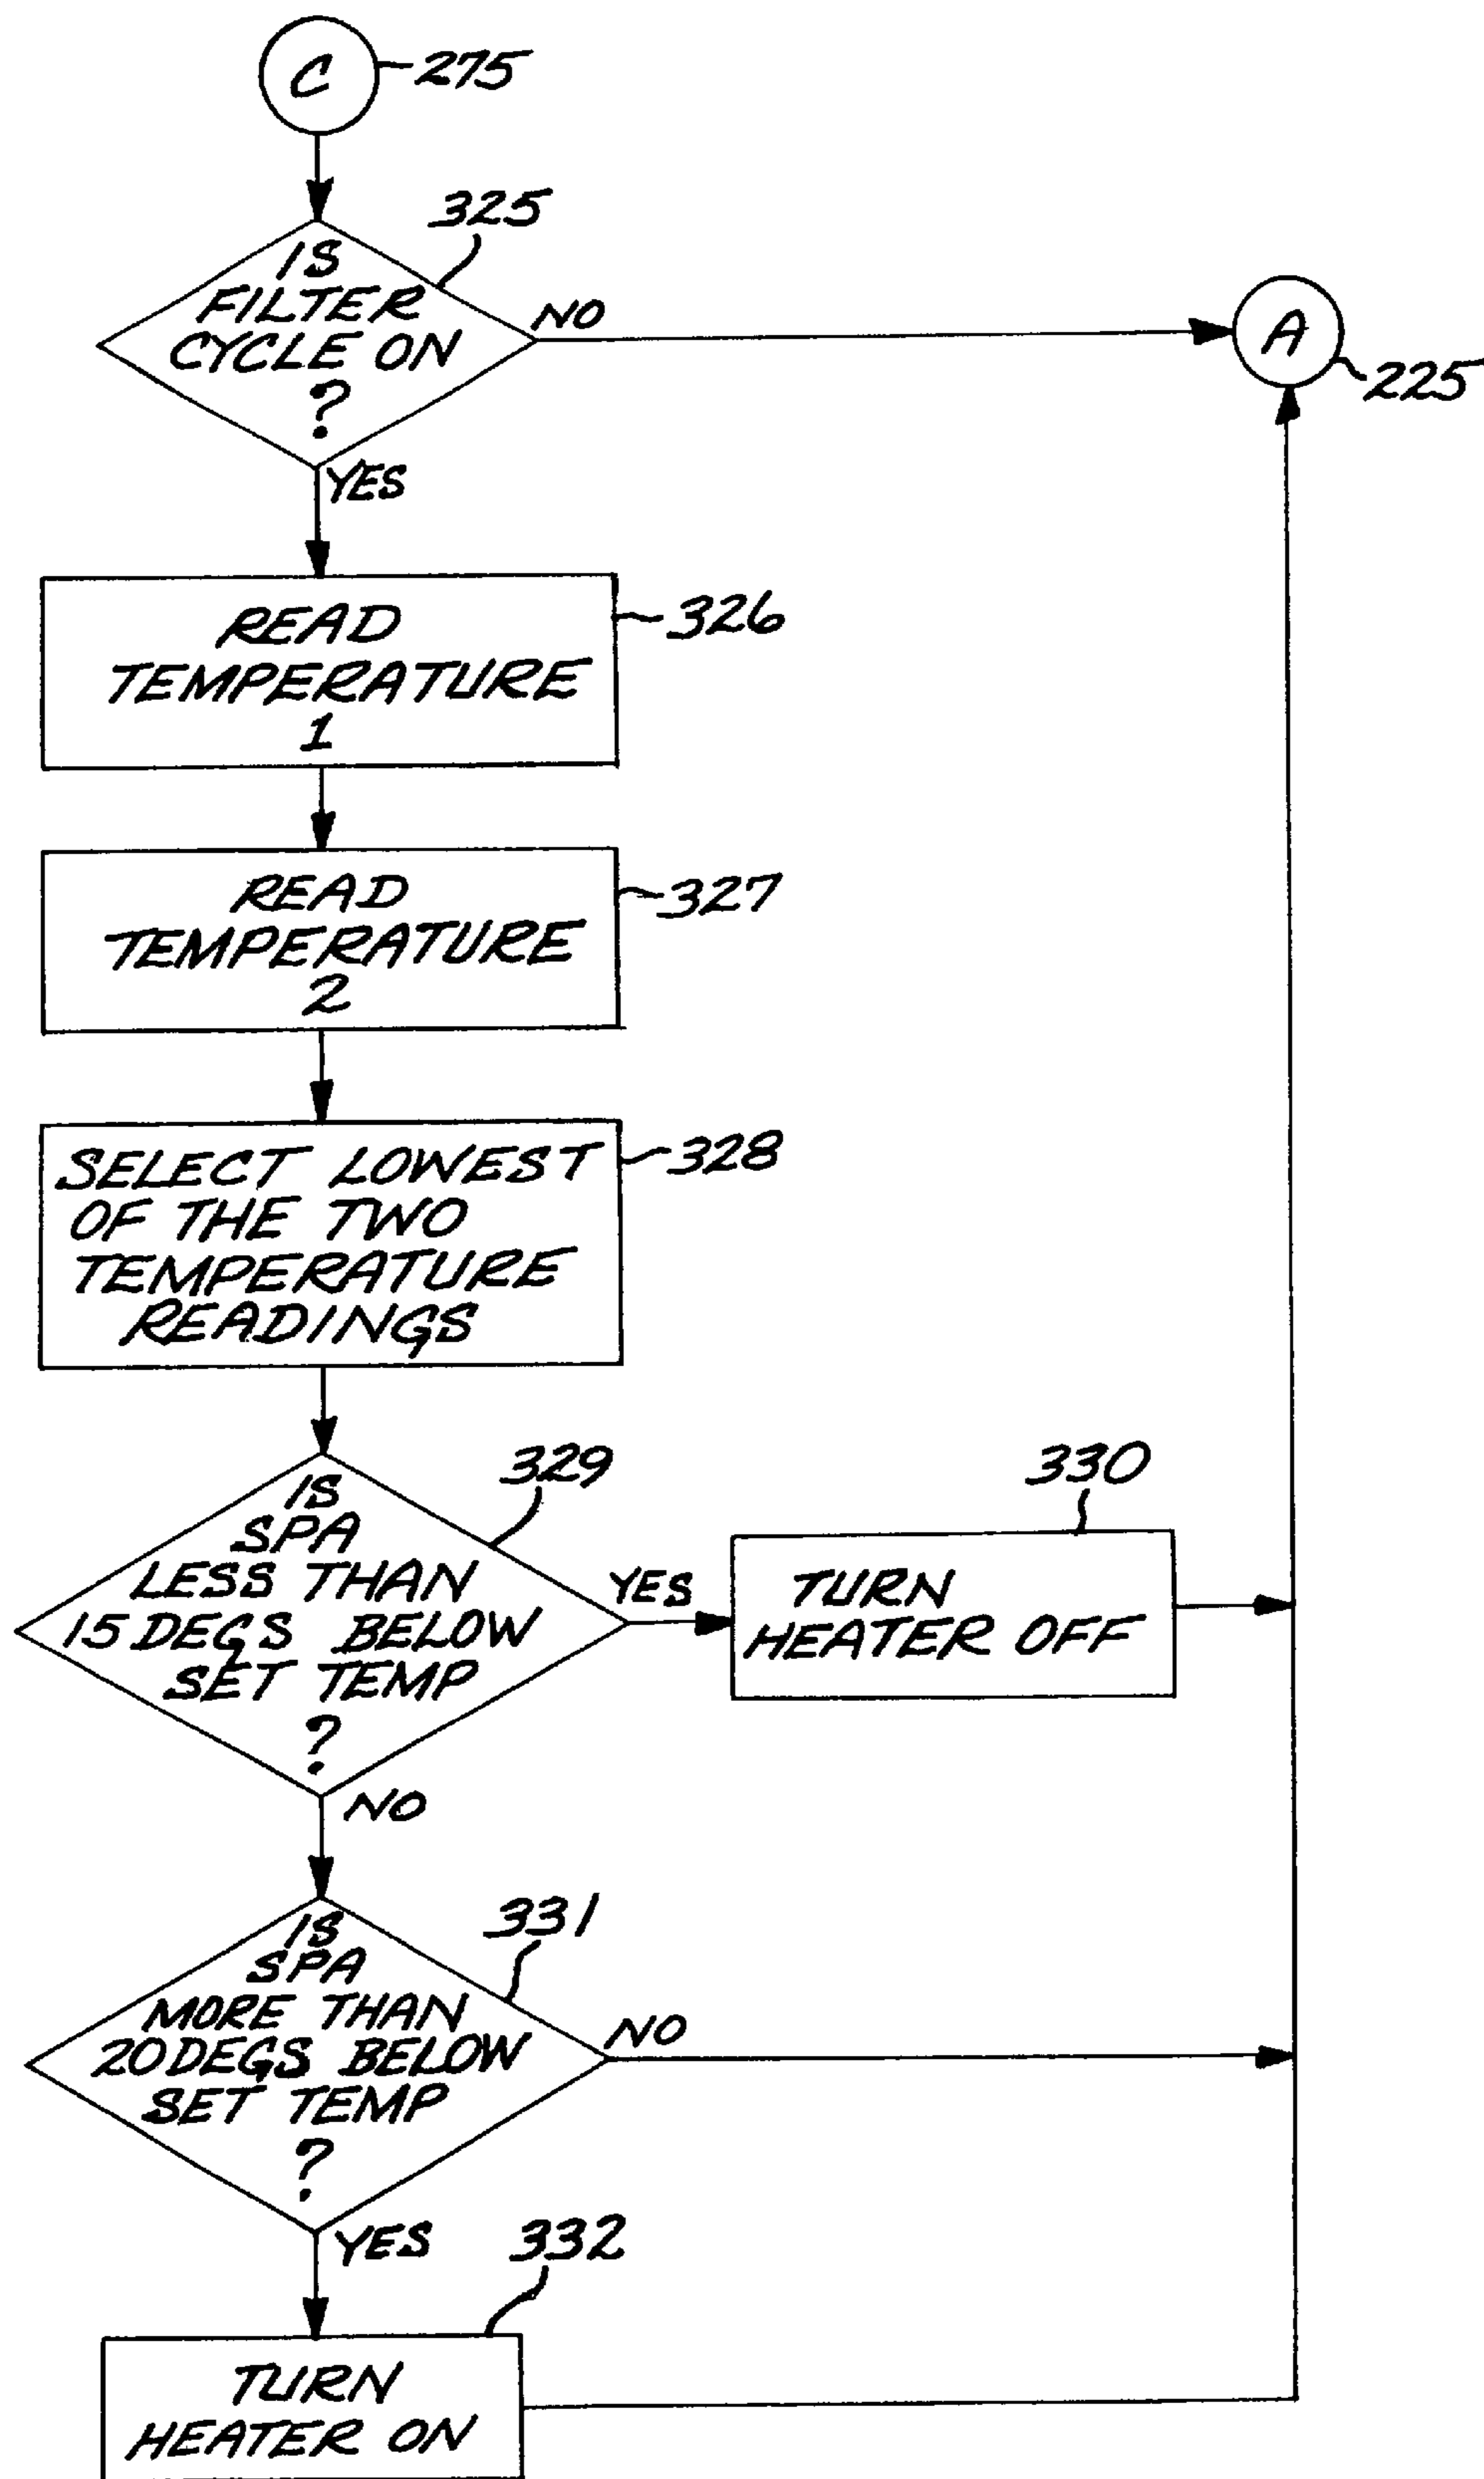 C
275
325
IS
FILTER
CYCLE ON
?
NO
A
225
YES
READ
TEMPERATURE
1
326
READ
TEMPERATURE
2
327
SELECT LOWEST
OF THE TWO
TEMPERATURE
READINGS
328
329
IS
SPA
LESS THAN
15 DEGS BELOW
SET TEMP
?
YES
330
TURN
HEATER OFF
NO
331
IS
SPA
MORE THAN
20 DEGS BELOW
SET TEMP
?
NO
YES
332
TURN
HEATER ON